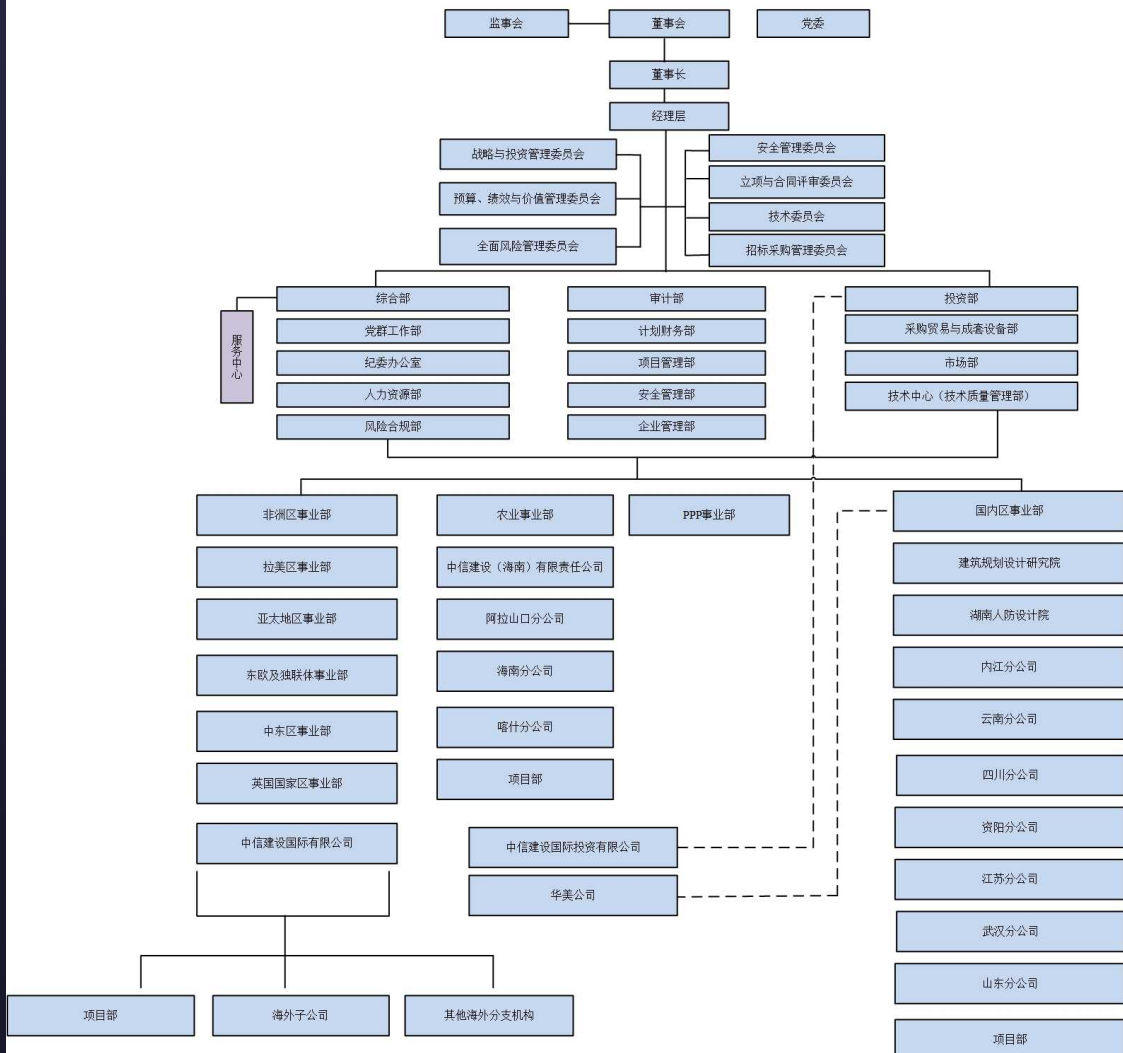 监事会
董事会
党委
董事长
经理层
战略与投资管理委员会
预算、绩效与价值管理委员会
全面风险管理委员会
安全管理委员会
立项与合同评审委员会
技术委员会
招标采购管理委员会
服务中心
综合部
党群工作部
纪委办公室
人力资源部
风险合规部
审计部
计划财务部
项目管理部
安全管理部
企业管理部
投资部
采购贸易与成套设备部
市场部
技术中心（技术质量管理部）
非洲区事业部
拉美区事业部
亚太地区事业部
东欧及独联体事业部
中东区事业部
英国国家区事业部
中信建设国际有限公司
农业事业部
中信建设（海南）有限责任公司
阿拉山口分公司
海南分公司
喀什分公司
项目部
PPP事业部
中信建设国际投资有限公司
华美公司
国内区事业部
建筑规划设计研究院
湖南人防设计院
内江分公司
云南分公司
四川分公司
资阳分公司
江苏分公司
武汉分公司
山东分公司
项目部
项目部
海外子公司
其他海外分支机构